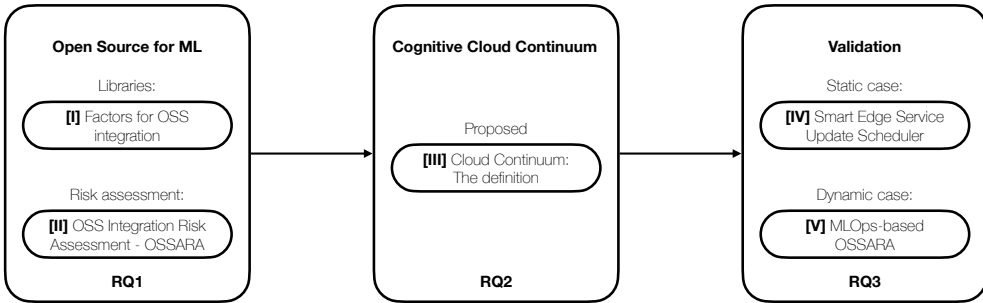 Open Source for ML
Libraries:
[I] Factors for OSS
integration
Risk assessment:
[II] OSS Integration Risk
Assessment - OSSARA
RQ1
Cognitive Cloud Continuum
Proposed
[III] Cloud Continuum:
The definition
RQ2
Validation
Static case:
[IV] Smart Edge Service
Update Scheduler
Dynamic case:
[V] MLOps-based
OSSARA
RQ3